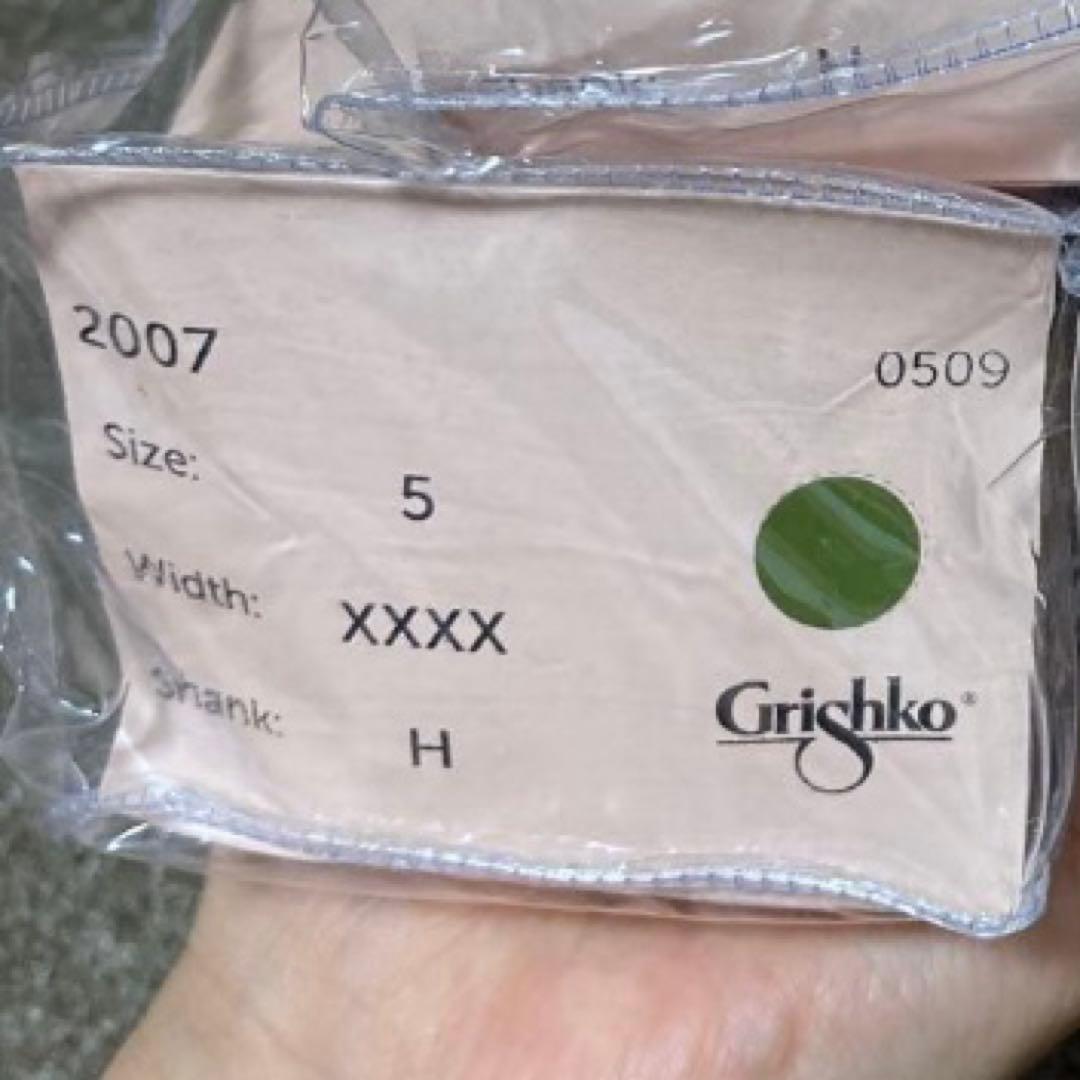 2007
0509
Size: 5
Width: XXXX
Shank: H
Grishko®